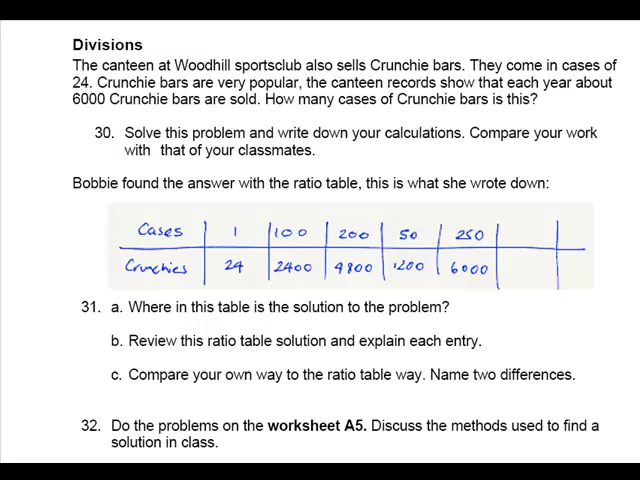 Divisions
The canteen at Woodhill sportsclub also sells Crunchie bars. They come in cases of
24. Crunchie bars are very popular, the canteen records show that each year about
6000 Crunchie bars are sold. How many cases of Crunchie bars is this?
30. Solve this problem and write down your calculations. Compare your work
with that of your classmates.
Bobbie found the answer with the ratio table, this is what she wrote down:
Cases 1 100 200 50 250
Crunchies 24 2400 4800 1200 6000
31. a. Where in this table is the solution to the problem?
b. Review this ratio table solution and explain each entry.
c. Compare your own way to the ratio table way. Name two differences.
32. Do the problems on the worksheet A5. Discuss the methods used to find a
solution in class.